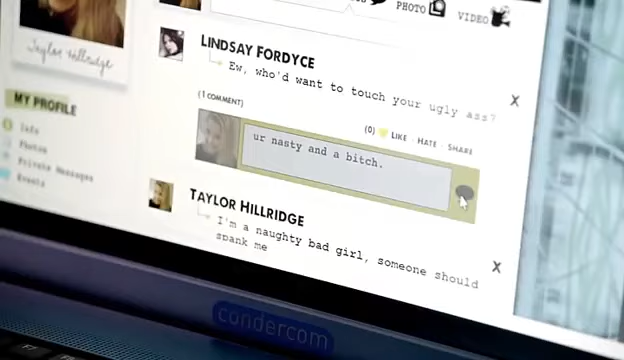 PHOTO
VIDEO
Taylor Hillridge
LINDSAY FORDYCE
Ew, who'd want to touch your ugly ass?
X
(1 COMMENT)
(0) LIKE · HATE · SHARE
ur nasty and a bitch.
MY PROFILE
Info
Photos
Private Messages
Events
TAYLOR HILLRIDGE
I'm a naughty bad girl, someone should
spank me
X
condercom